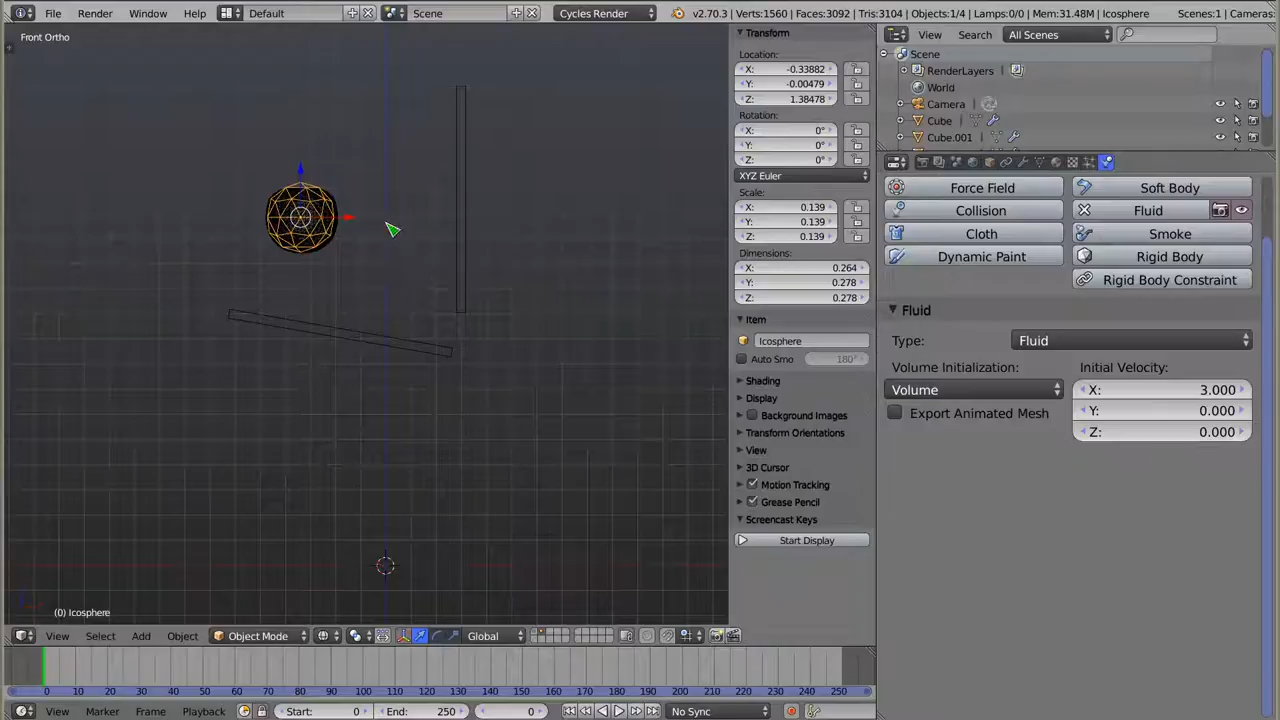 File Render Window Help Default Scene Cycles Render v2.70.3 | Verts:1560 | Faces:3092 | Tris:3104 | Objects:1/4 | Lamps:0/0 | Mem:31.48M | Icosphere Scenes:1 | Cameras:
Front Ortho
(0) Icosphere
View Select Add Object Object Mode Global
Transform
Location:
X: -0.33882
Y: -0.00479
Z: 1.38478
Rotation:
X: 0°
Y: 0°
Z: 0°
XYZ Euler
Scale:
X: 0.139
Y: 0.139
Z: 0.139
Dimensions:
X: 0.264
Y: 0.278
Z: 0.278
Item
Icosphere
Auto Smo 180°
Shading
Display
Background Images
Transform Orientations
View
3D Cursor
Motion Tracking
Grease Pencil
Screencast Keys
Start Display
View Search All Scenes
Scene
RenderLayers
World
Camera
Cube
Cube.001
Force Field Soft Body
Collision Fluid
Cloth Smoke
Dynamic Paint Rigid Body
Rigid Body Constraint
Fluid
Type: Fluid
Volume Initialization: Initial Velocity:
Volume X: 3.000
Export Animated Mesh Y: 0.000
Z: 0.000
0 10 20 30 40 50 60 70 80 90 100 110 120 130 140 150 160 170 180 190 200 210 220 230 240 250
View Marker Frame Playback Start: 0 End: 250 0 No Sync